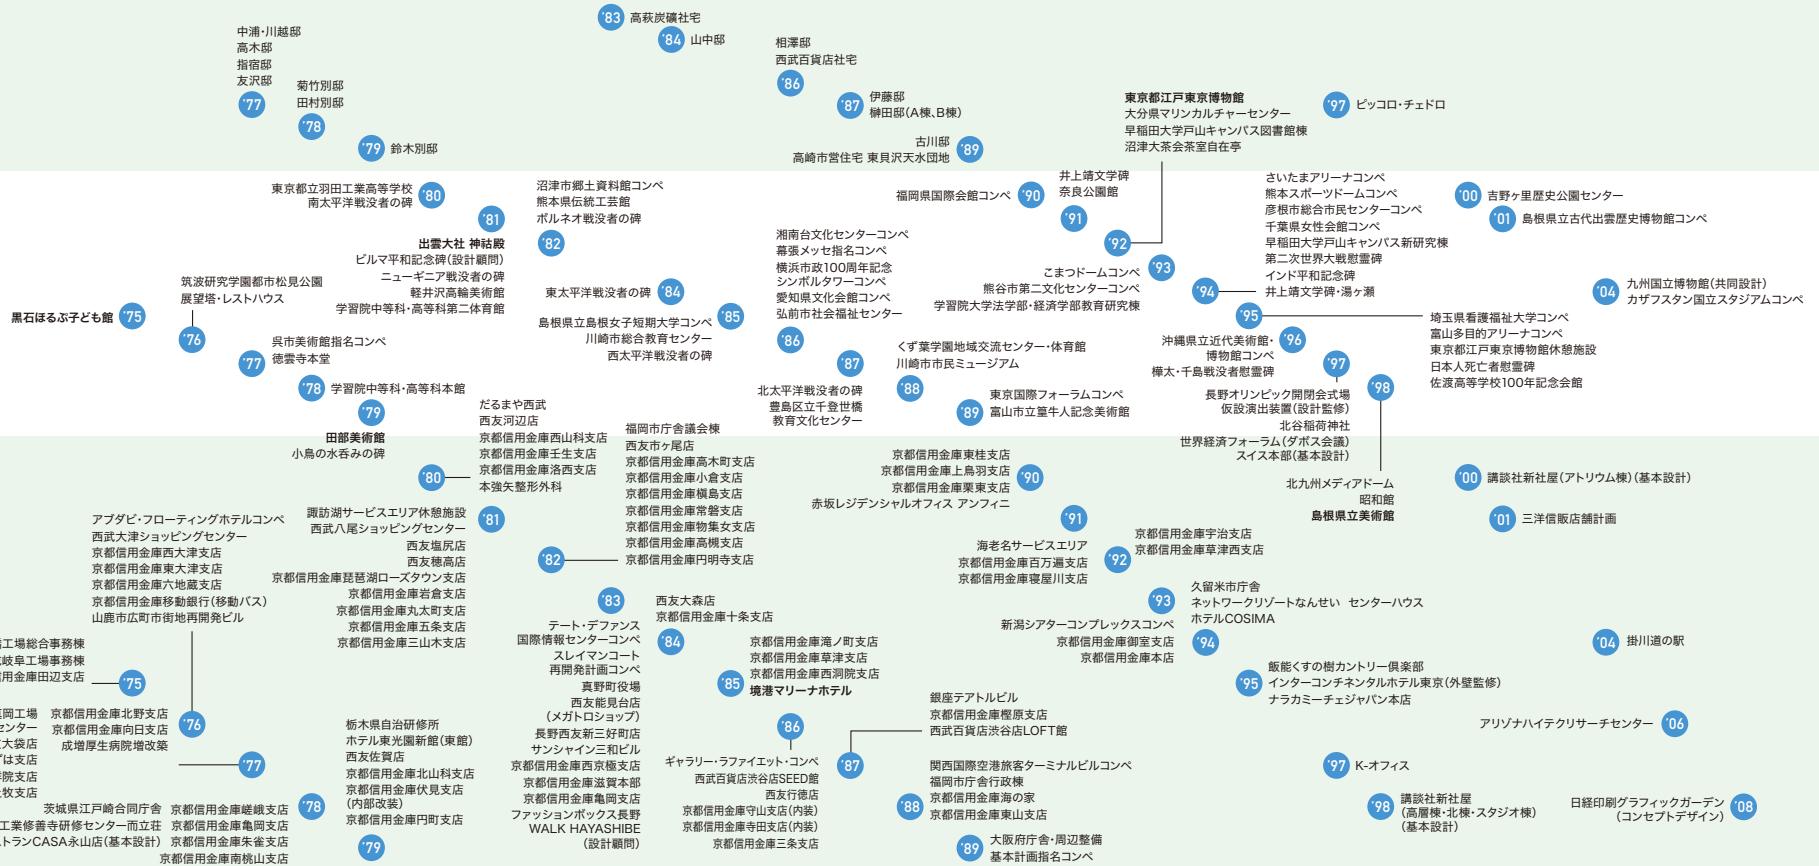 '83 高萩炭礦社宅
'84 山中邸
中浦・川越邸
高木邸
指宿邸
友沢邸
'77
菊竹別邸
田村別邸
'78
'79 鈴木別邸
相澤邸
西武百貨店社宅
'86
'87
伊藤邸
榊田邸(A棟、B棟)
古川邸
高崎市営住宅 東貝沢天水団地
'89
東京都江戸東京博物館
大分県マリンカルチャーセンター
早稲田大学戸山キャンパス図書館棟
沼津大茶会茶室自在亭
'97 ピッコロ・チェドロ
黒石ほるぷ子ども館 '75
筑波研究学園都市松見公園
展望塔・レストハウス
'76
'77
呉市美術館指名コンペ
徳雲寺本堂
'78 学習院中等科・高等科本館
'79
田部美術館
小鳥の水呑みの碑
東京都立羽田工業高等学校
南太平洋戦没者の碑
'80
'81
出雲大社 神祜殿
ビルマ平和記念碑(設計顧問)
ニューギニア戦没者の碑
軽井沢高輪美術館
学習院中等科・高等科第二体育館
沼津市郷土資料館コンペ
熊本県伝統工芸館
ボルネオ戦没者の碑
'82
東太平洋戦没者の碑 '84
'85
島根県立島根女子短期大学コンペ
川崎市総合教育センター
西太平洋戦没者の碑
湘南台文化センターコンペ
幕張メッセ指名コンペ
横浜市政100周年記念
シンボルタワーコンペ
愛知県文化会館コンペ
弘前市社会福祉センター
'86
'87
北太平洋戦没者の碑
豊島区立千登世橋
教育文化センター
くず葉学園地域交流センター・体育館
川崎市市民ミュージアム
'88
'89
東京国際フォーラムコンペ
富山市立篁牛人記念美術館
福岡県国際会館コンペ '90
井上靖文学碑
奈良公園館
'91
'92
'93
こまつドームコンペ
熊谷市第二文化センターコンペ
学習院大学法学部・経済学部教育研究棟
さいたまアリーナコンペ
熊本スポーツドームコンペ
彦根市総合市民センターコンペ
千葉県女性会館コンペ
早稲田大学戸山キャンパス新研究棟
第二次世界大戦慰霊碑
インド平和記念碑
井上靖文学碑・湯ヶ瀬
'94
'95
埼玉県看護福祉大学コンペ
富山多目的アリーナコンペ
東京都江戸東京博物館休憩施設
日本人死亡者慰霊碑
佐渡高等学校100年記念会館
沖縄県立近代美術館・
博物館コンペ
樺太・千島戦没者慰霊碑
'96
'97
長野オリンピック開閉会式場
仮設演出装置(設計監修)
北谷稲荷神社
世界経済フォーラム(ダボス会議)
スイス本部(基本設計)
'98
北九州メディアドーム
昭和館
島根県立美術館
'00 吉野ヶ里歴史公園センター
'01 島根県立古代出雲歴史博物館コンペ
'04
九州国立博物館(共同設計)
カザフスタン国立スタジアムコンペ
工場総合事務棟
岐阜工場事務棟
用金庫田辺支店
'75
アブダビ・フローティングホテルコンペ
西武大津ショッピングセンター
京都信用金庫西大津支店
京都信用金庫東大津支店
京都信用金庫六地蔵支店
京都信用金庫移動銀行(移動バス)
山鹿市広町市街地再開発ビル
'76
岡工場
センター
大袋店
ずは支店
院支店
牧支店
京都信用金庫北野支店
京都信用金庫向日支店
成増厚生病院増改築
'77
茨城県江戸崎合同庁舎
工業修善寺研修センター而立荘
トランCASA永山店(基本設計)
京都信用金庫嵯峨支店
京都信用金庫亀岡支店
京都信用金庫朱雀支店
京都信用金庫南桃山支店
'78
栃木県自治研修所
ホテル東光園新館(東館)
西友佐賀店
京都信用金庫北山科支店
京都信用金庫伏見支店
(内部改装)
京都信用金庫円町支店
'79
だるまや西武
西友河辺店
京都信用金庫西山科支店
京都信用金庫壬生支店
京都信用金庫洛西支店
本強矢整形外科
'80
諏訪湖サービスエリア休憩施設
西武八尾ショッピングセンター
西友塩尻店
西友穂高店
京都信用金庫琵琶湖ローズタウン支店
京都信用金庫岩倉支店
京都信用金庫丸太町支店
京都信用金庫五条支店
京都信用金庫三山木支店
'81
福岡市庁舎議会棟
西友市ヶ尾店
京都信用金庫高木町支店
京都信用金庫小倉支店
京都信用金庫槇島支店
京都信用金庫常磐支店
京都信用金庫物集女支店
京都信用金庫高槻支店
京都信用金庫円明寺支店
'82
'83
テート・デファンス
国際情報センターコンペ
スレイマンコート
再開発計画コンペ
真野町役場
西友能見台店
(メガトロショップ)
長野西友新三好町店
サンシャイン三和ビル
京都信用金庫西京極支店
京都信用金庫滋賀本部
京都信用金庫亀岡支店
ファッションボックス長野
WALK HAYASHIBE
(設計顧問)
西友大森店
京都信用金庫十条支店
'84
京都信用金庫滝ノ町支店
京都信用金庫草津支店
京都信用金庫西洞院支店
境港マリーナホテル
'85
'86
ギャラリー・ラファイエット・コンペ
西武百貨店渋谷店SEED館
西友行徳店
京都信用金庫守山支店(内装)
京都信用金庫寺田支店(内装)
京都信用金庫三条支店
銀座テアトルビル
京都信用金庫樫原支店
西武百貨店渋谷店LOFT館
'87
関西国際空港旅客ターミナルビルコンペ
福岡市庁舎行政棟
京都信用金庫海の家
京都信用金庫東山支店
'88
'89
大阪府庁舎・周辺整備
基本計画指名コンペ
京都信用金庫東桂支店
京都信用金庫上鳥羽支店
京都信用金庫栗東支店
赤坂レジデンシャルオフィス アンフィニ
'90
'91
海老名サービスエリア
京都信用金庫百万遍支店
京都信用金庫寝屋川支店
'92
京都信用金庫宇治支店
京都信用金庫草津西支店
'93
久留米市庁舎
ネットワークリゾートなんせい センターハウス
ホテルCOSIMA
新潟シアターコンプレックスコンペ
京都信用金庫御室支店
京都信用金庫本店
'94
'95
飯能くすの樹カントリー倶楽部
インターコンチネンタルホテル東京(外壁監修)
ナラカミーチェジャパン本店
'97 K-オフィス
'98
講談社新社屋
(高層棟・北棟・スタジオ棟)
(基本設計)
'00 講談社新社屋(アトリウム棟)(基本設計)
'01 三洋信販店舗計画
'04 掛川道の駅
アリゾナハイテクリサーチセンター '06
日経印刷グラフィックガーデン
(コンセプトデザイン)
'08